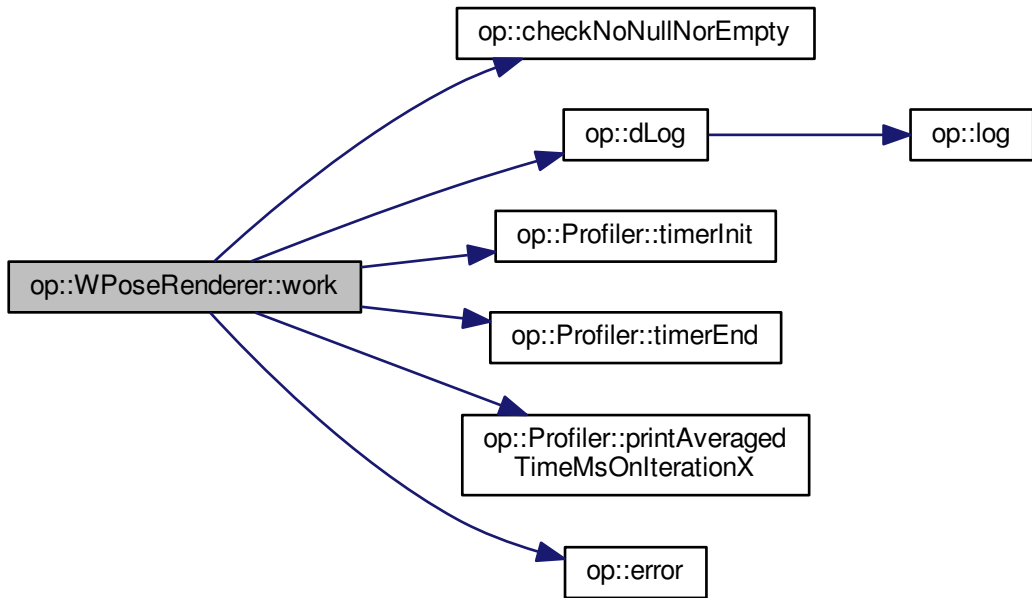 op::checkNoNullNorEmpty
op::dLog
op::log
op::Profiler::timerInit
op::WPoseRenderer::work
op::Profiler::timerEnd
op::Profiler::printAveraged
TimeMsOnIterationX
op::error